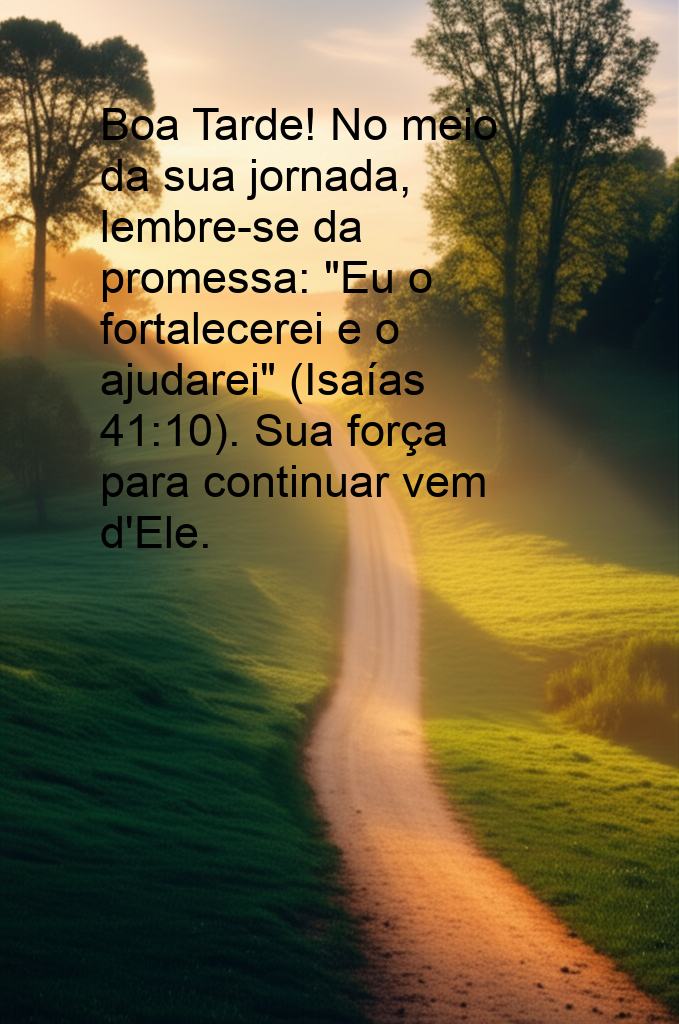 Boa Tarde! No meio
da sua jornada,
lembre-se da
promessa: "Eu o
fortalecerei e o
ajudarei" (Isaías
41:10). Sua força
para continuar vem
d'Ele.